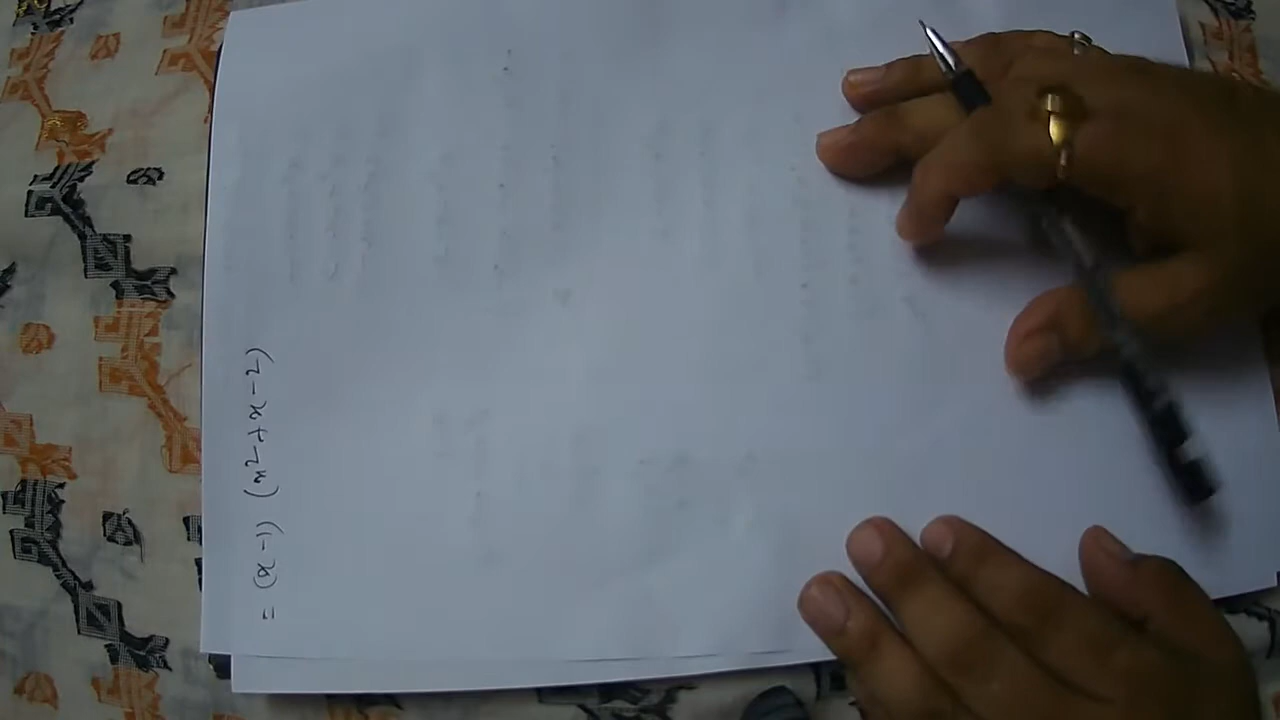 = (x-1) (x2+x-2)